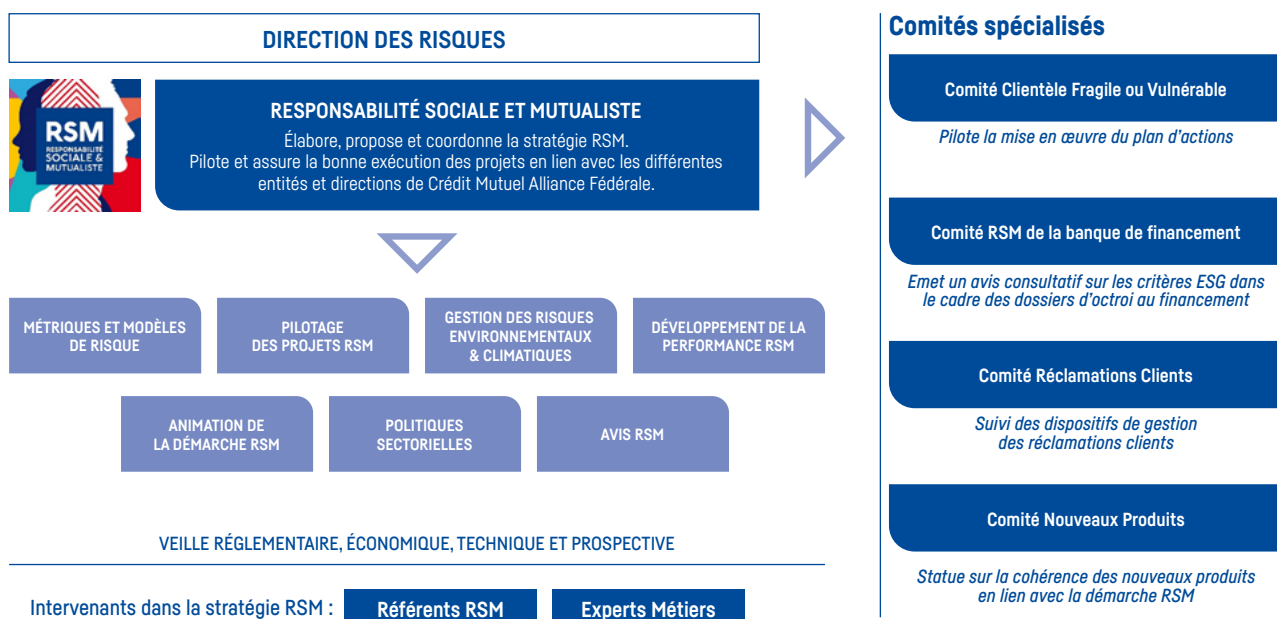 DIRECTION DES RISQUES
RSM
RESPONSABILITÉ
SOCIALE &
MUTUALISTE
RESPONSABILITÉ SOCIALE ET MUTUALISTE
Élabore, propose et coordonne la stratégie RSM.
Pilote et assure la bonne exécution des projets en lien avec les différentes
entités et directions de Crédit Mutuel Alliance Fédérale.
MÉTRIQUES ET MODÈLES
DE RISQUE
PILOTAGE
DES PROJETS RSM
GESTION DES RISQUES
ENVIRONNEMENTAUX
& CLIMATIQUES
DÉVELOPPEMENT DE LA
PERFORMANCE RSM
ANIMATION DE
LA DÉMARCHE RSM
POLITIQUES
SECTORIELLES
AVIS RSM
VEILLE RÉGLEMENTAIRE, ÉCONOMIQUE, TECHNIQUE ET PROSPECTIVE
Intervenants dans la stratégie RSM :
Référents RSM
Experts Métiers
Comités spécialisés
Comité Clientèle Fragile ou Vulnérable
Pilote la mise en œuvre du plan d'actions
Comité RSM de la banque de financement
Emet un avis consultatif sur les critères ESG dans
le cadre des dossiers d'octroi au financement
Comité Réclamations Clients
Suivi des dispositifs de gestion
des réclamations clients
Comité Nouveaux Produits
Statue sur la cohérence des nouveaux produits
en lien avec la démarche RSM